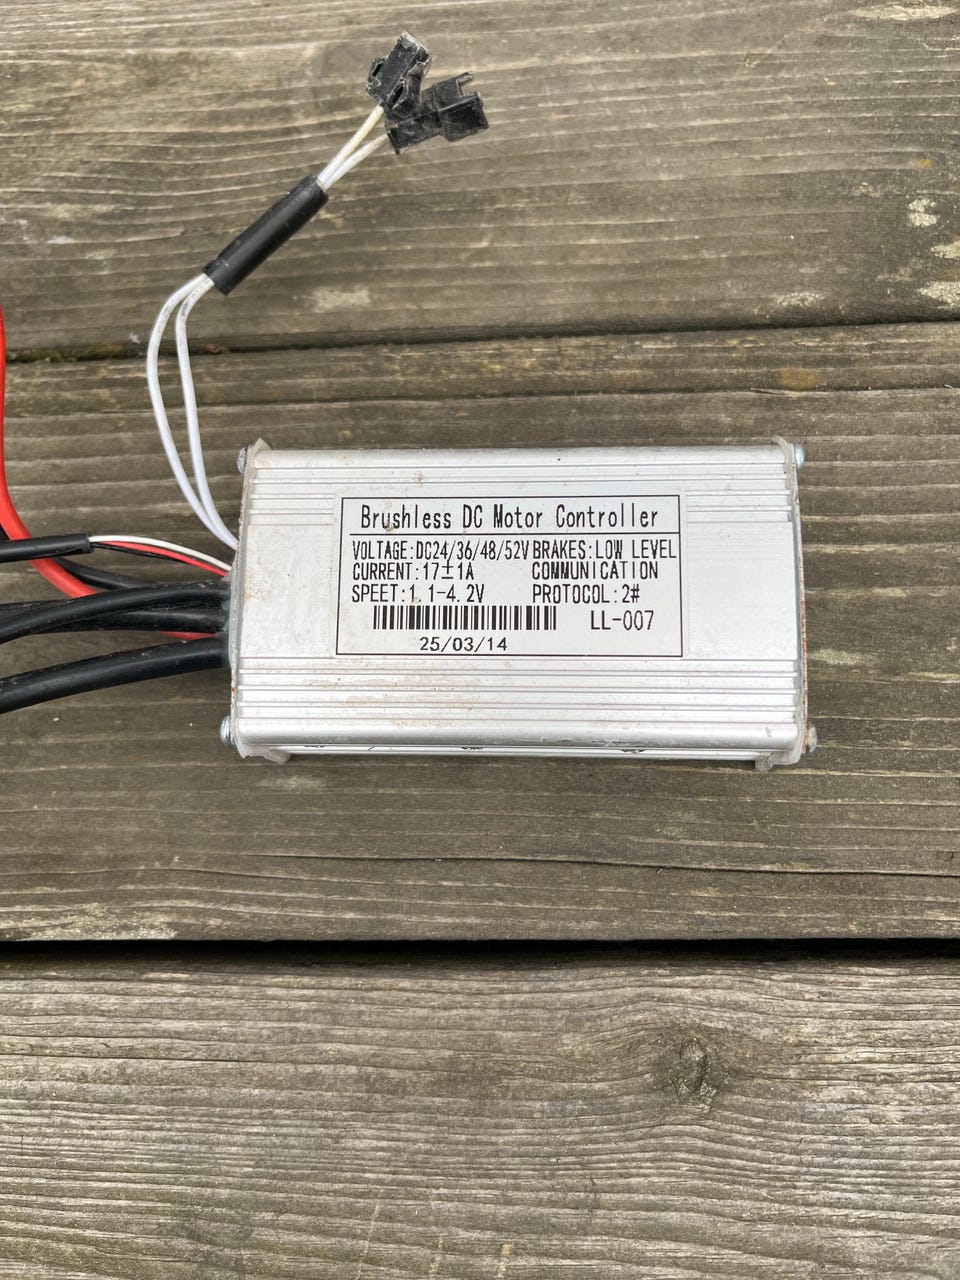 Brushless DC Motor Controller
VOLTAGE:DC24/36/48/52V BRAKES:LOW LEVEL
CURRENT:17±1A COMMUNICATION
SPEET:1.1-4.2V PROTOCOL:2#
LL-007
25/03/14